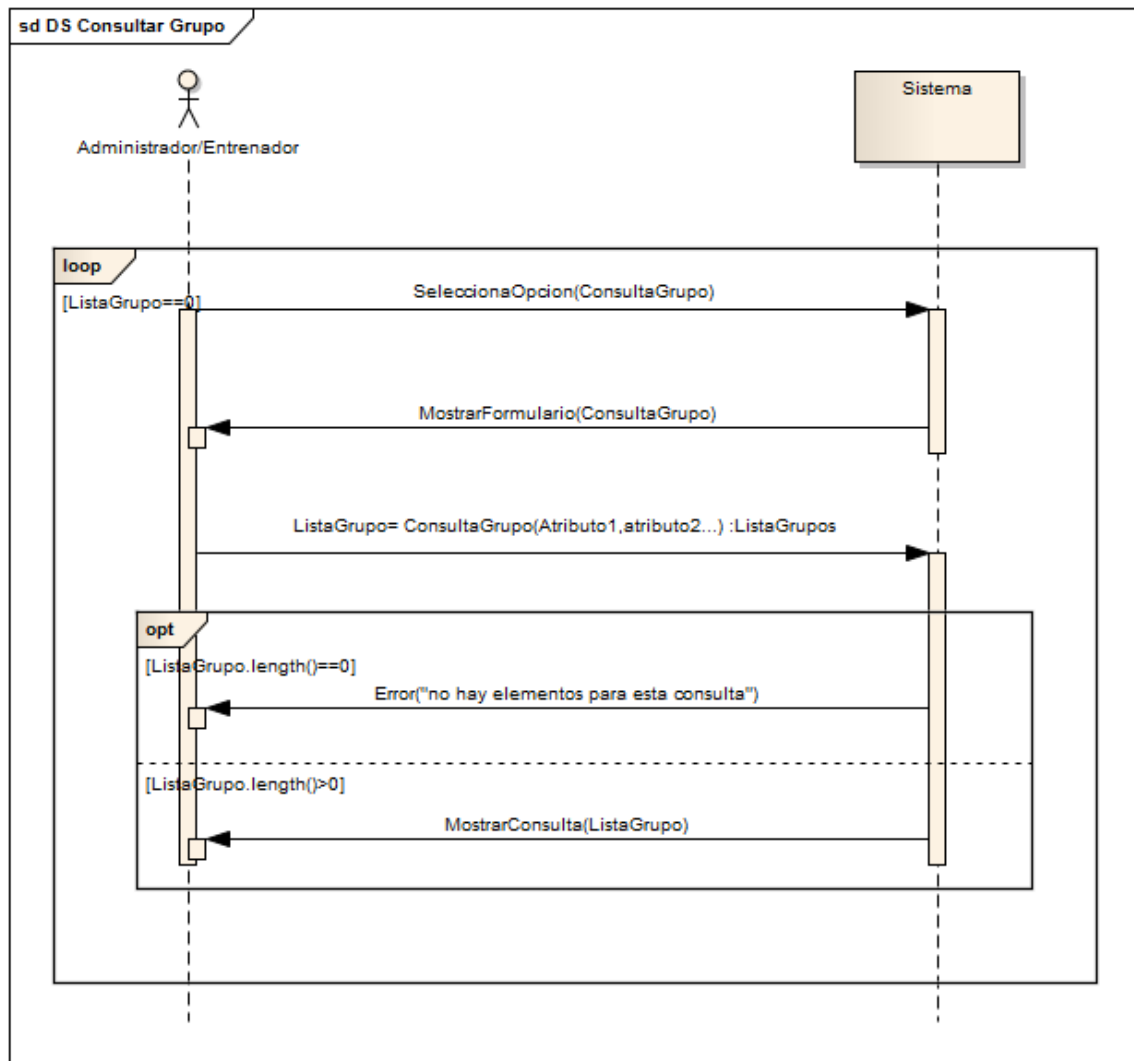 sd DS Consultar Grupo
Administrador/Entrenador
Sistema
loop
[ListaGrupo==0]
SeleccionaOpcion(ConsultaGrupo)
MostrarFormulario(ConsultaGrupo)
ListaGrupo= ConsultaGrupo(Atributo1,atributo2...) :ListaGrupos
opt
[ListaGrupo.length()==0]
Error("no hay elementos para esta consulta")
[ListaGrupo.length()>0]
MostrarConsulta(ListaGrupo)